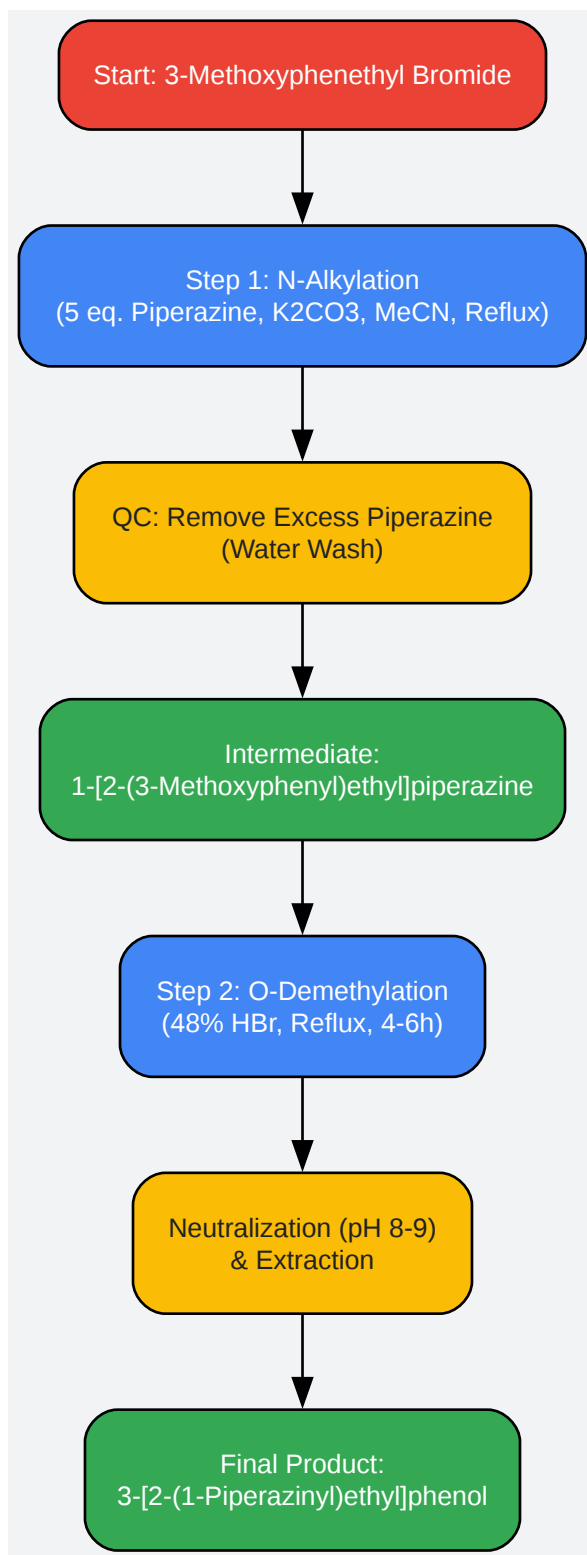 Start: 3-Methoxyphenethyl Bromide
Step 1: N-Alkylation
(5 eq. Piperazine, K2CO3, MeCN, Reflux)
QC: Remove Excess Piperazine
(Water Wash)
Intermediate:
1-[2-(3-Methoxyphenyl)ethyl]piperazine
Step 2: O-Demethylation
(48% HBr, Reflux, 4-6h)
Neutralization (pH 8-9)
& Extraction
Final Product:
3-[2-(1-Piperazinyl)ethyl]phenol